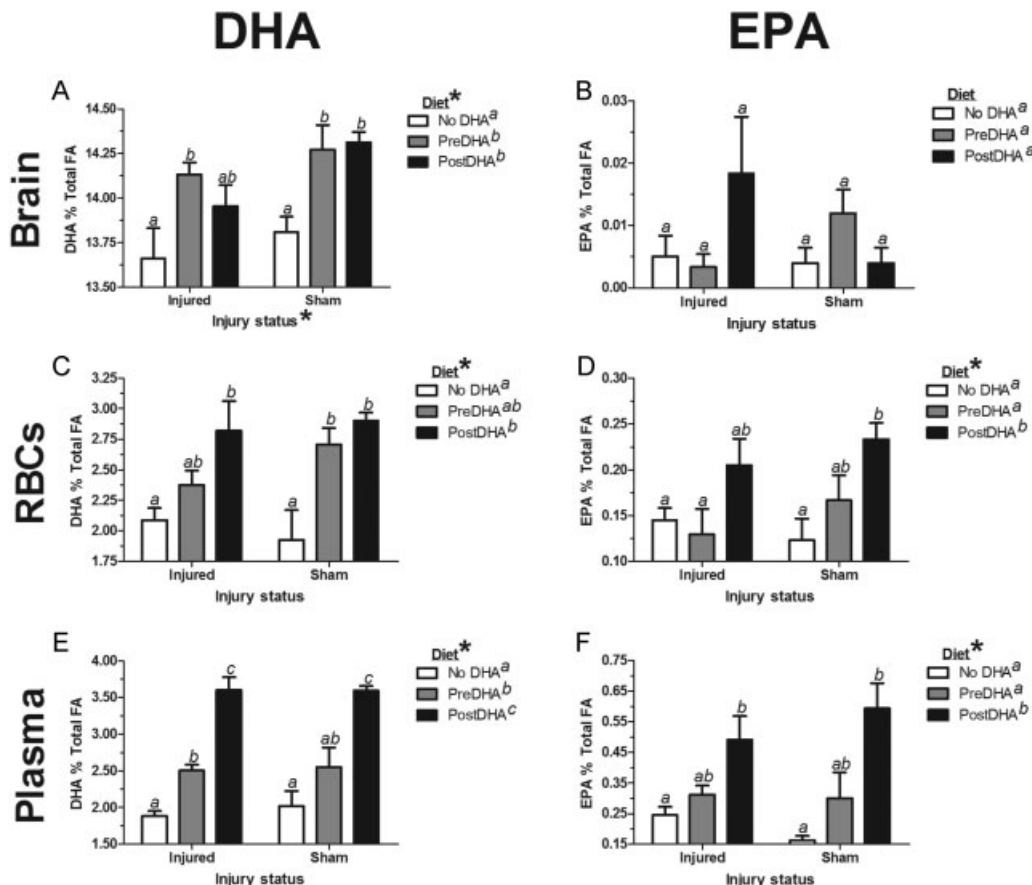 DHA
EPA
Brain
A
Diet*
No DHAa
PreDHAb
PostDHAb
DHA % Total FA
14.50
14.25
14.00
13.75
13.50
a
b
ab
a
b
b
Injured
Sham
Injury status*
B
Diet
No DHAa
PreDHAa
PostDHAa
EPA % Total FA
0.03
0.02
0.01
0.00
a
a
a
a
a
a
Injured
Sham
Injury status
RBCs
C
Diet*
No DHAa
PreDHAab
PostDHAb
DHA % Total FA
3.25
3.00
2.75
2.50
2.25
2.00
1.75
a
ab
b
a
b
b
Injured
Sham
Injury status
D
Diet*
No DHAa
PreDHAa
PostDHAb
EPA % Total FA
0.30
0.25
0.20
0.15
0.10
a
a
ab
a
ab
b
Injured
Sham
Injury status
Plasma
E
Diet*
No DHAa
PreDHAb
PostDHAc
DHA % Total FA
4.00
3.50
3.00
2.50
2.00
1.50
a
b
c
a
ab
c
Injured
Sham
Injury status
F
Diet*
No DHAa
PreDHAa
PostDHAb
EPA % Total FA
0.75
0.65
0.55
0.45
0.35
0.25
0.15
a
ab
b
a
ab
b
Injured
Sham
Injury status